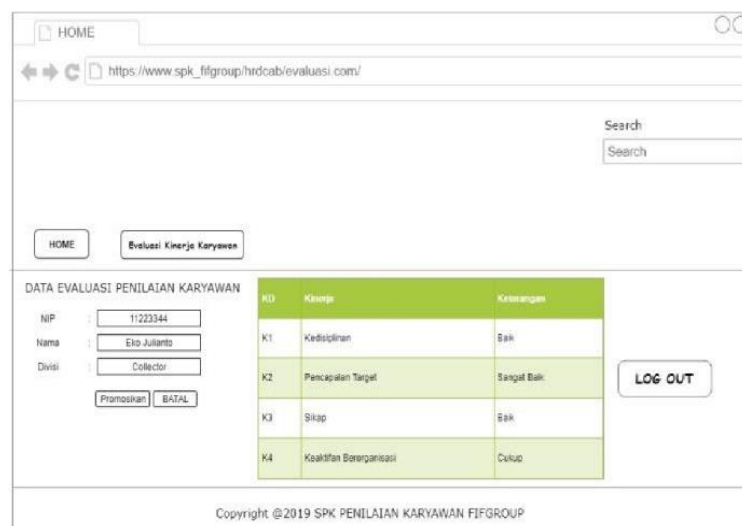 HOME
https://www.spk_fifgroup/hrdcab/evaluasi.com/
Search
Search
HOME
Evaluasi Kinerja Karyawan
DATA EVALUASI PENILAIAN KARYAWAN
NIP : 11223344
Nama : Eko Julianto
Divisi : Collector
Promosikan BATAL
KD Kinerja Keterangan
K1 Kedisiplinan Baik
K2 Pencapaian Target Sangat Baik
K3 Sikap Baik
K4 Keaktifan Berorganisasi Cukup
LOG OUT
Copyright @2019 SPK PENILAIAN KARYAWAN FIFGROUP